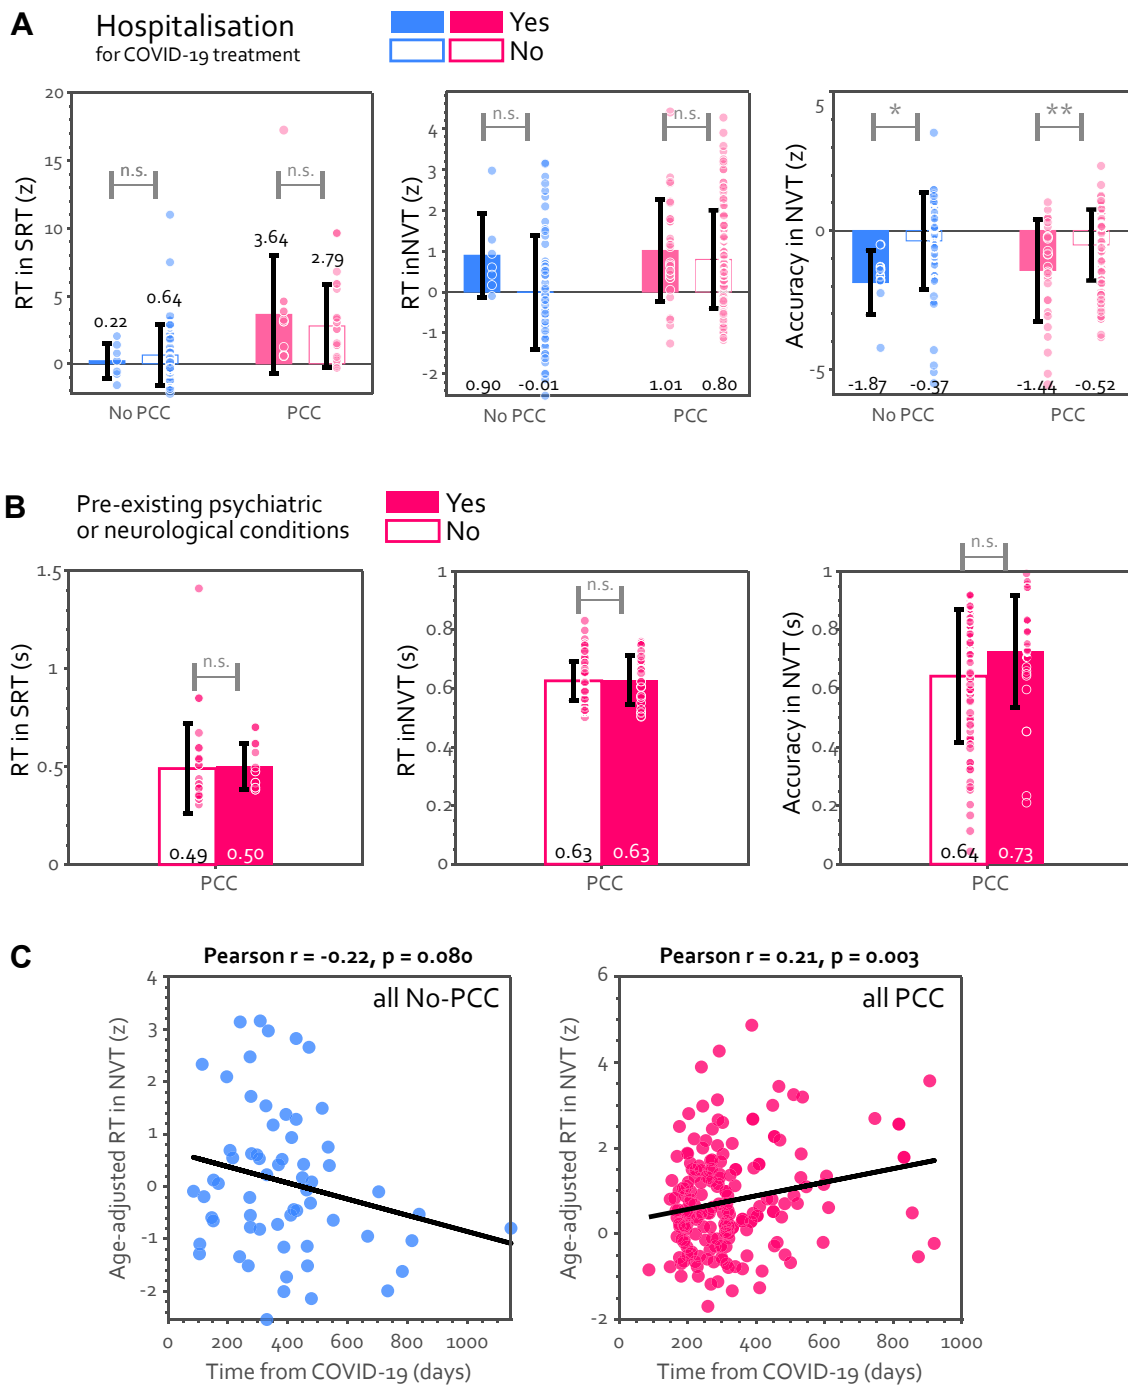 A
Hospitalisation
for COVID-19 treatment
Yes
No
RT in SRT (z)
20
15
10
5
0
n.s.
n.s.
0.22
0.64
3.64
2.79
No PCC
PCC
RT inNVT (z)
4
3
2
1
0
-1
-2
n.s.
n.s.
0.90
-0.01
1.01
0.80
No PCC
PCC
Accuracy in NVT (z)
5
0
-5
*
**
-1.87
-0.37
-1.44
-0.52
No PCC
PCC
B
Pre-existing psychiatric
or neurological conditions
Yes
No
RT in SRT (s)
1.5
1
0.5
0
n.s.
0.49
0.50
PCC
RT inNVT (s)
1
0.8
0.6
0.4
0.2
0
n.s.
0.63
0.63
PCC
Accuracy in NVT (s)
1
0.8
0.6
0.4
0.2
0
n.s.
0.64
0.73
PCC
C
Pearson r = -0.22, p = 0.080
all No-PCC
Age-adjusted RT in NVT (z)
4
3
2
1
0
-1
-2
0
200
400
600
800
1000
Time from COVID-19 (days)
Pearson r = 0.21, p = 0.003
all PCC
Age-adjusted RT in NVT (z)
6
4
2
0
-2
0
200
400
600
800
1000
Time from COVID-19 (days)